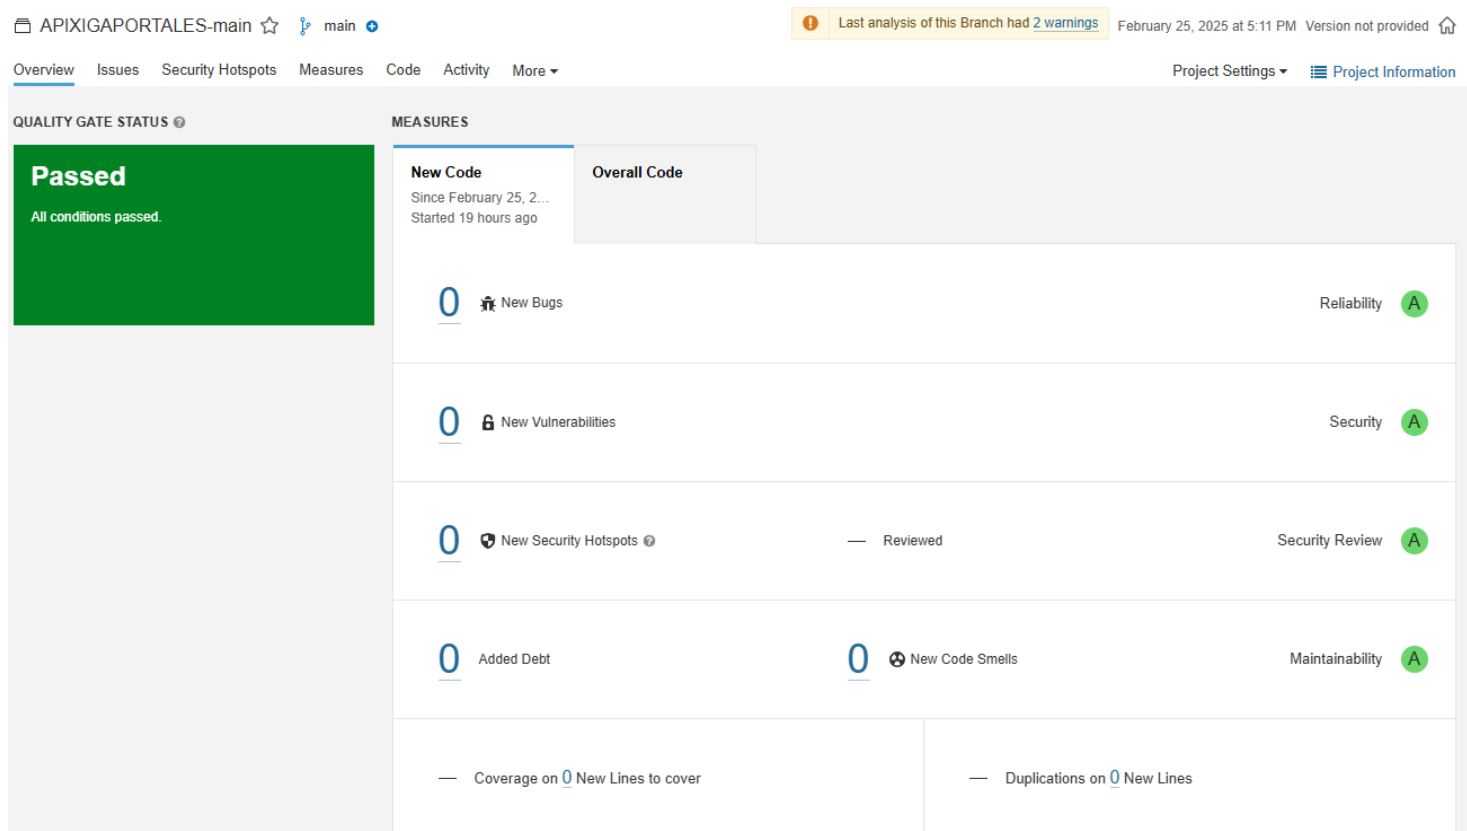 APIXIGAPORTALES-main main
Last analysis of this Branch had 2 warnings February 25, 2025 at 5:11 PM Version not provided
Overview Issues Security Hotspots Measures Code Activity More
Project Settings Project Information
QUALITY GATE STATUS
Passed
All conditions passed.
MEASURES
New Code
Since February 25, 2...
Started 19 hours ago
Overall Code
0 New Bugs Reliability A
0 New Vulnerabilities Security A
0 New Security Hotspots — Reviewed Security Review A
0 Added Debt 0 New Code Smells Maintainability A
— Coverage on 0 New Lines to cover — Duplications on 0 New Lines